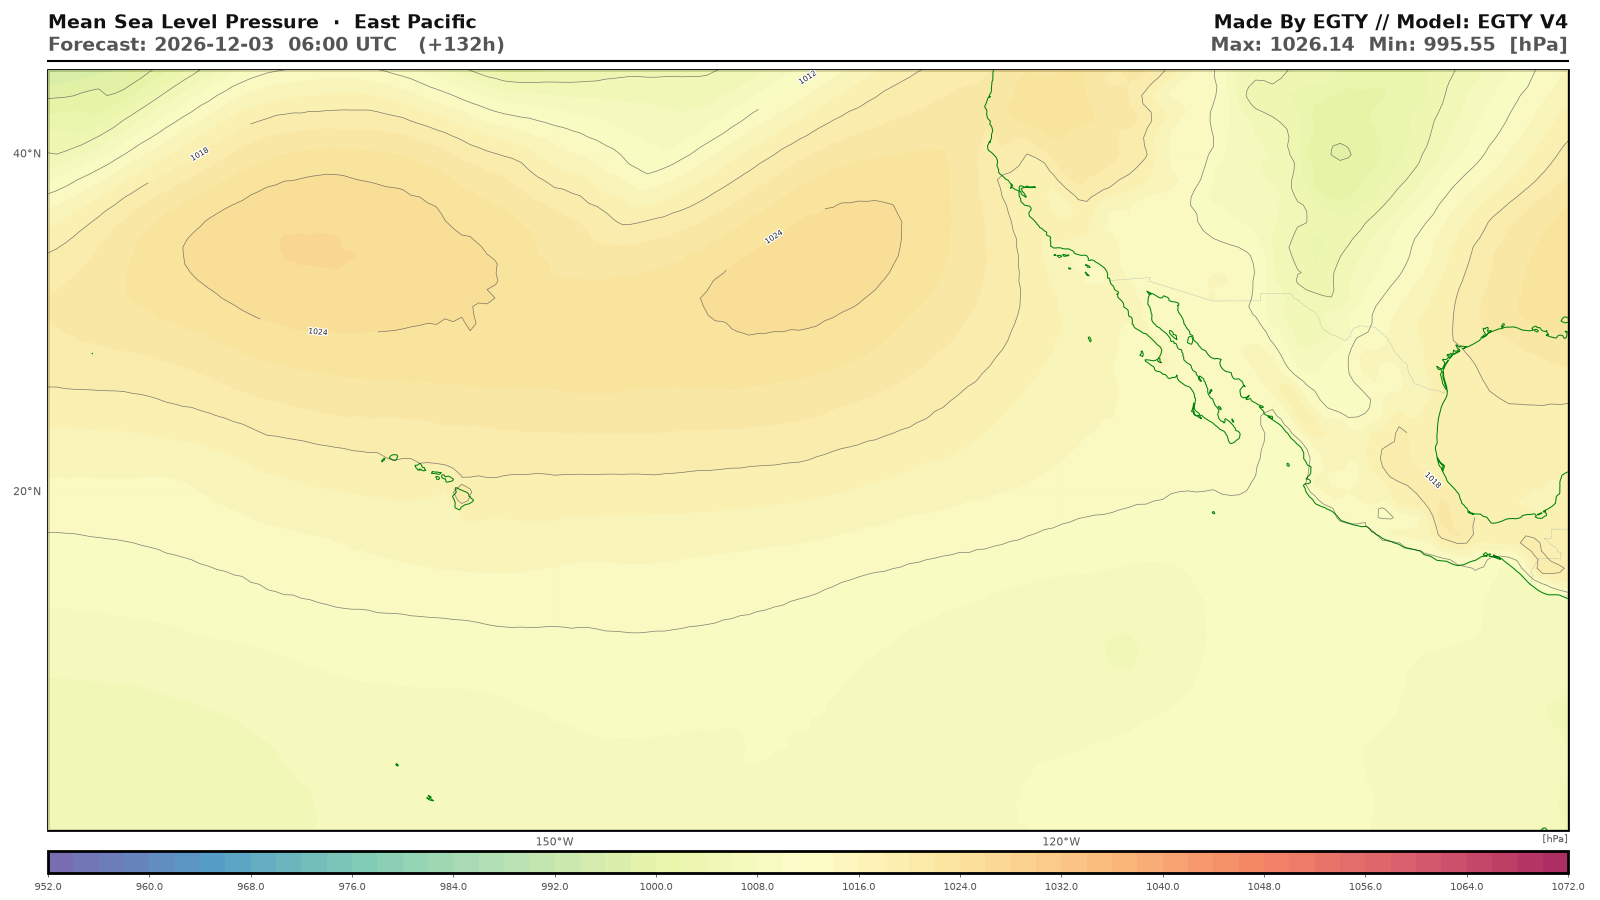 Mean Sea Level Pressure · East Pacific
Made By EGTY // Model: EGTY V4
Forecast: 2026-12-03 06:00 UTC (+132h)
Max: 1026.14 Min: 995.55 [hPa]
1012
1018
40°N
1024
1024
1018
20°N
150°W
120°W
[hPa]
952.0 960.0 968.0 976.0 984.0 992.0 1000.0 1008.0 1016.0 1024.0 1032.0 1040.0 1048.0 1056.0 1064.0 1072.0